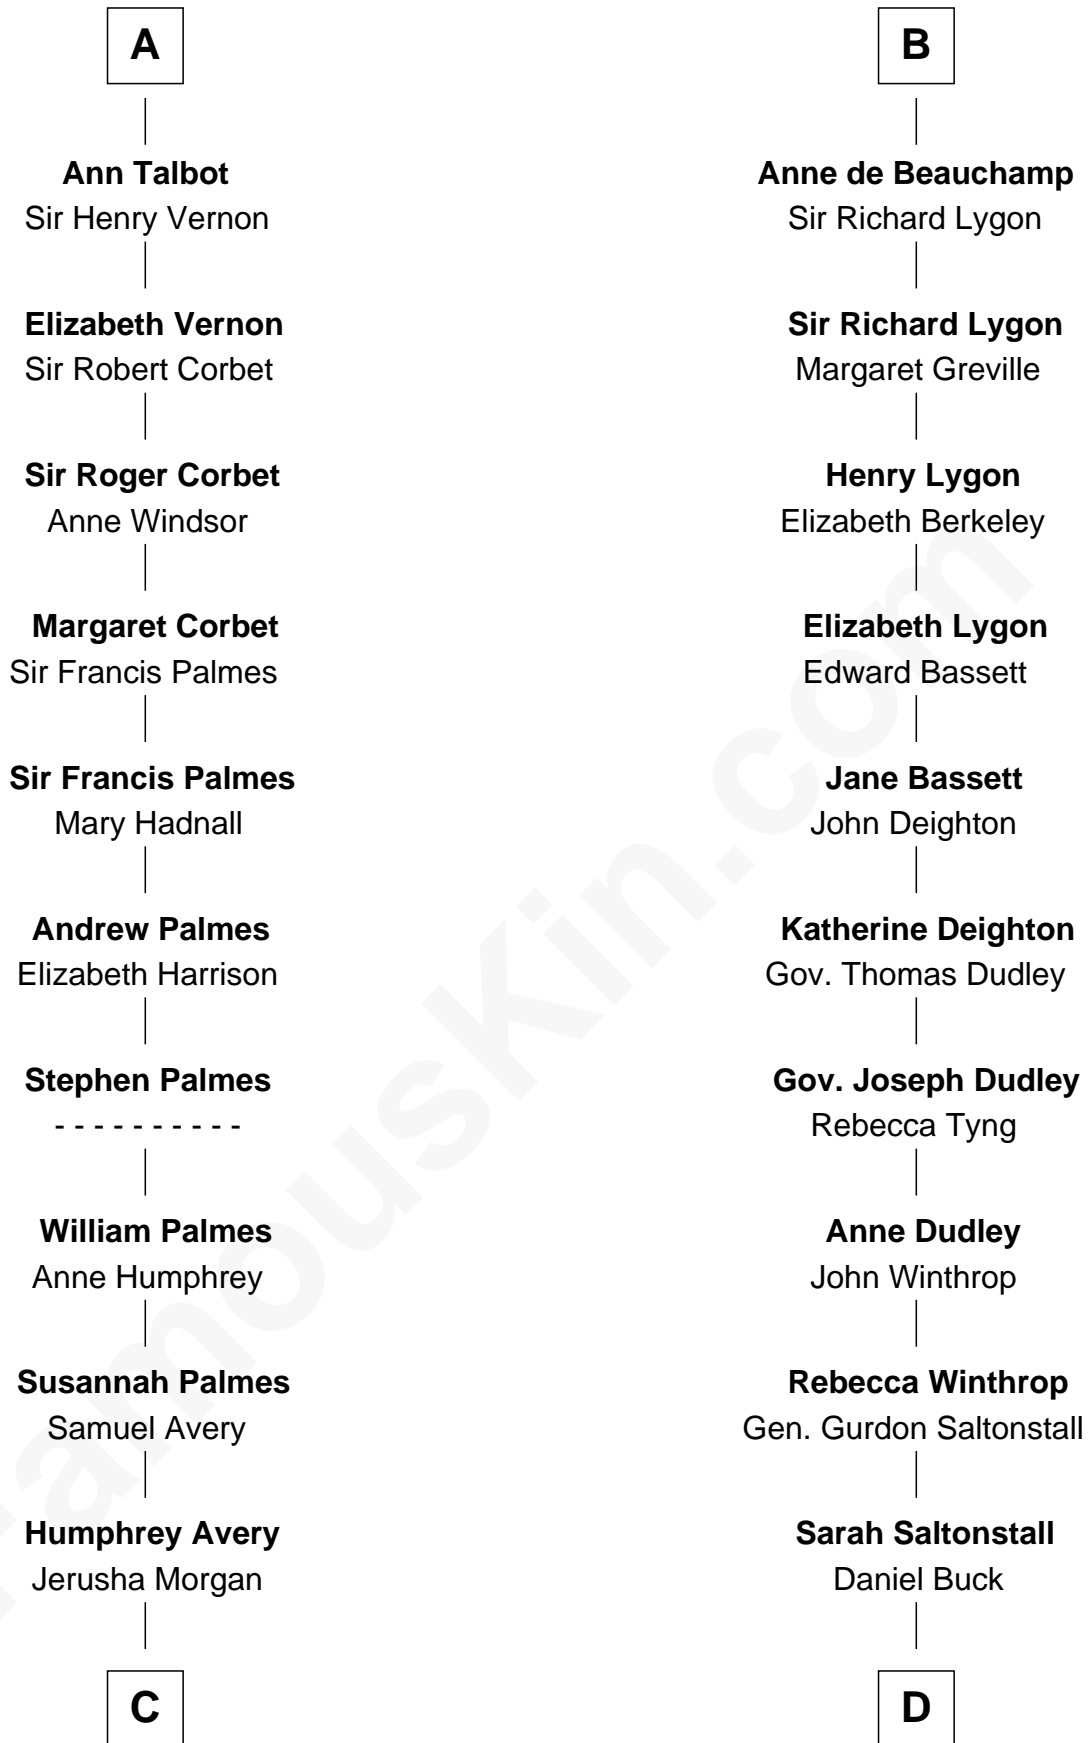 A
Ann Talbot
Sir Henry Vernon
Elizabeth Vernon
Sir Robert Corbet
Sir Roger Corbet
Anne Windsor
Margaret Corbet
Sir Francis Palmes
Sir Francis Palmes
Mary Hadnall
Andrew Palmes
Elizabeth Harrison
Stephen Palmes
- - - - - - - - - -
William Palmes
Anne Humphrey
Susannah Palmes
Samuel Avery
Humphrey Avery
Jerusha Morgan
C
B
Anne de Beauchamp
Sir Richard Lygon
Sir Richard Lygon
Margaret Greville
Henry Lygon
Elizabeth Berkeley
Elizabeth Lygon
Edward Bassett
Jane Bassett
John Deighton
Katherine Deighton
Gov. Thomas Dudley
Gov. Joseph Dudley
Rebecca Tyng
Anne Dudley
John Winthrop
Rebecca Winthrop
Gen. Gurdon Saltonstall
Sarah Saltonstall
Daniel Buck
D
FamousKin.com